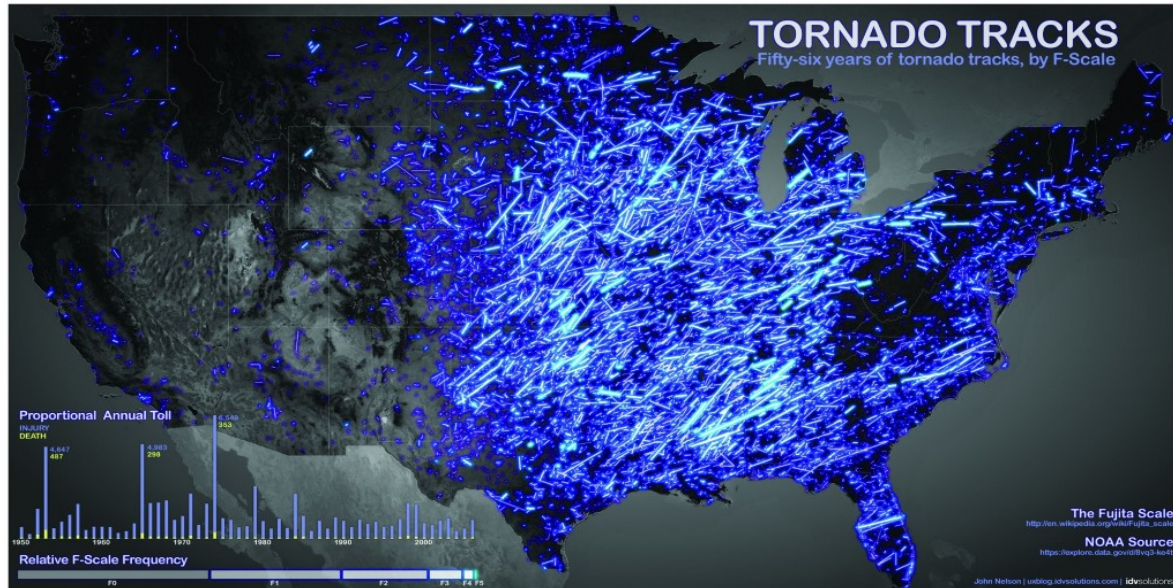 TORNADO TRACKS
Fifty-six years of tornado tracks, by F-Scale
Proportional Annual Toll
INJURY
DEATH
4,647
487
4,983
298
6,548
353
1950
1960
1970
1980
1990
2000
Relative F-Scale Frequency
F0
F1
F2
F3
F4
F5
The Fujita Scale
http://en.wikipedia.org/wiki/Fujita_scale
NOAA Source
John Nelson | uxblog.idvsolutions.com | idvsolutions